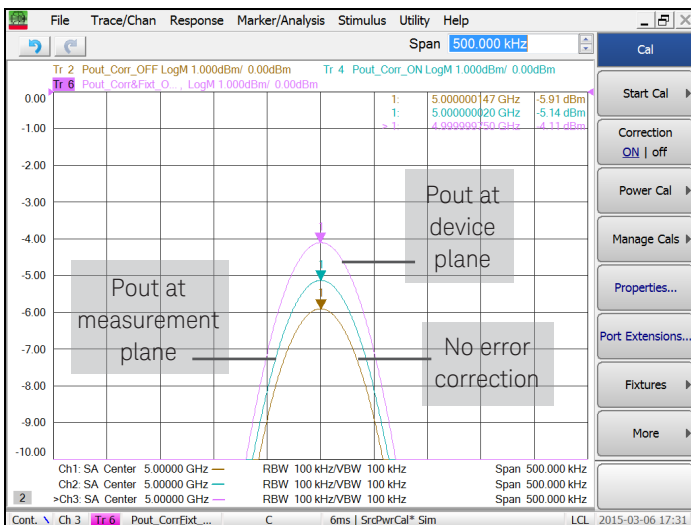 File Trace/Chan Response Marker/Analysis Stimulus Utility Help
Span 500.000 kHz
Cal
Tr 2 Pout_Corr_OFF LogM 1.000dBm/ 0.00dBm Tr 4 Pout_Corr_ON LogM 1.000dBm/ 0.00dBm
Tr 6 Pout_Corr&Fixt_O..., LogM 1.000dBm/ 0.00dBm
1: 5.000000147 GHz -5.91 dBm
1: 5.000000020 GHz -5.14 dBm
> 1: 4.999999750 GHz -4.11 dBm
0.00
-1.00
-2.00
-3.00
-4.00
-5.00
-6.00
-7.00
-8.00
-9.00
-10.00
Pout at
device
plane
Pout at
measurement
plane
No error
correction
1
1
1
Start Cal
Correction
ON | off
Power Cal
Manage Cals
Properties...
Port Extensions...
Fixtures
More
Ch1: SA Center 5.00000 GHz — RBW 100 kHz/VBW 100 kHz Span 500.000 kHz
Ch2: SA Center 5.00000 GHz — RBW 100 kHz/VBW 100 kHz Span 500.000 kHz
2 >Ch3: SA Center 5.00000 GHz — RBW 100 kHz/VBW 100 kHz Span 500.000 kHz
Cont. Ch 3 Tr 6 Pout_CorrFixt_... C 6ms | SrcPwrCal* Sim LCL 2015-03-06 17:31